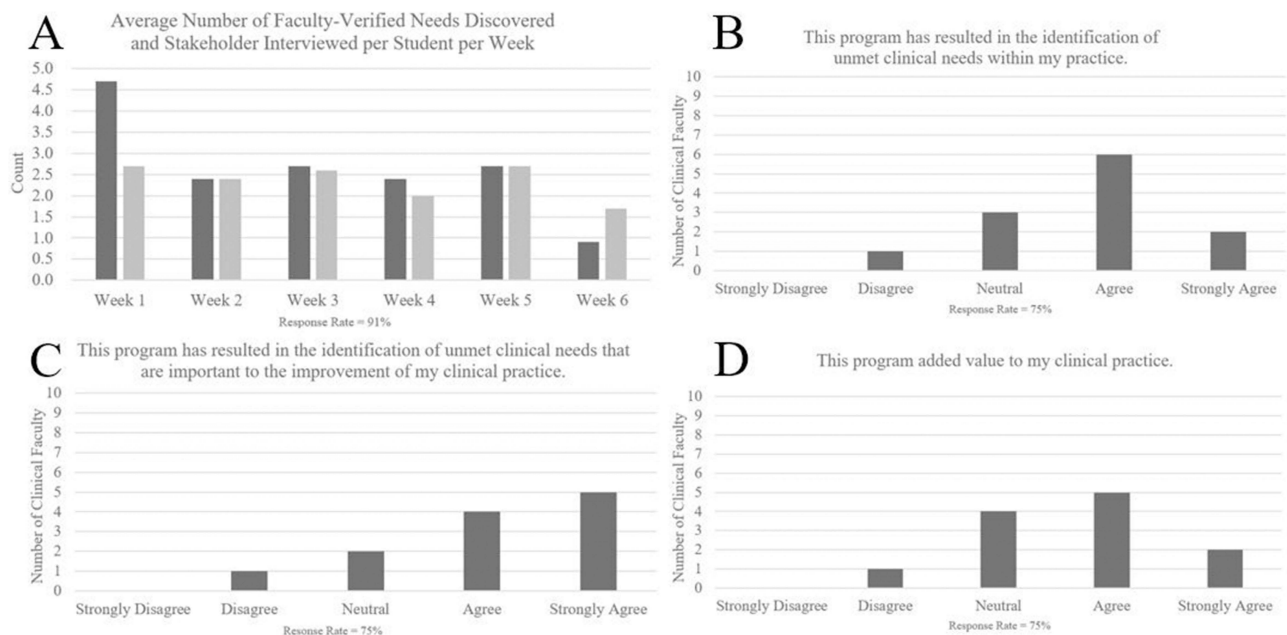 A
Average Number of Faculty-Verified Needs Discovered
and Stakeholder Interviewed per Student per Week
Count
5.0
4.5
4.0
3.5
3.0
2.5
2.0
1.5
1.0
0.5
0.0
Week 1 Week 2 Week 3 Week 4 Week 5 Week 6
Response Rate = 91%
B
This program has resulted in the identification of
unmet clinical needs within my practice.
Number of Clinical Faculty
10
9
8
7
6
5
4
3
2
1
0
Strongly Disagree Disagree Neutral Agree Strongly Agree
Response Rate = 75%
C
This program has resulted in the identification of unmet clinical needs that
are important to the improvement of my clinical practice.
Number of Clinical Faculty
10
9
8
7
6
5
4
3
2
1
0
Strongly Disagree Disagree Neutral Agree Strongly Agree
Response Rate = 75%
D
This program added value to my clinical practice.
Number of Clinical Faculty
10
9
8
7
6
5
4
3
2
1
0
Strongly Disagree Disagree Neutral Agree Strongly Agree
Response Rate = 75%